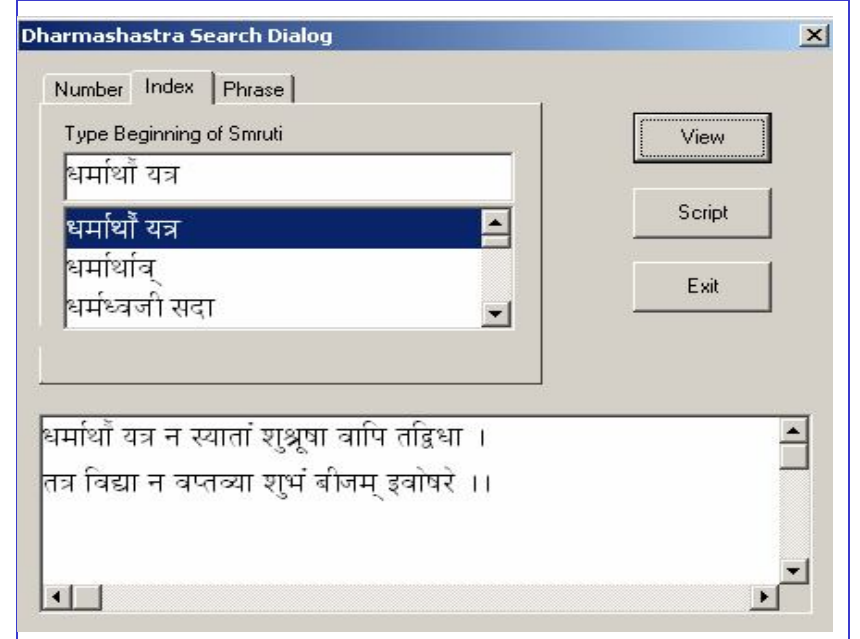 Dharmashastra Search Dialog
Number Index Phrase
Type Beginning of Smruti
धर्मार्थौ यत्र
धर्मार्थौ यत्र
धर्मार्थाव्
धर्मध्वजी सदा
View
Script
Exit
धर्मार्थौ यत्र न स्यातां शुश्रूषा वापि तद्विधा ।
तत्र विद्या न वप्तव्या शुभं बीजम् इवोषरे ।।